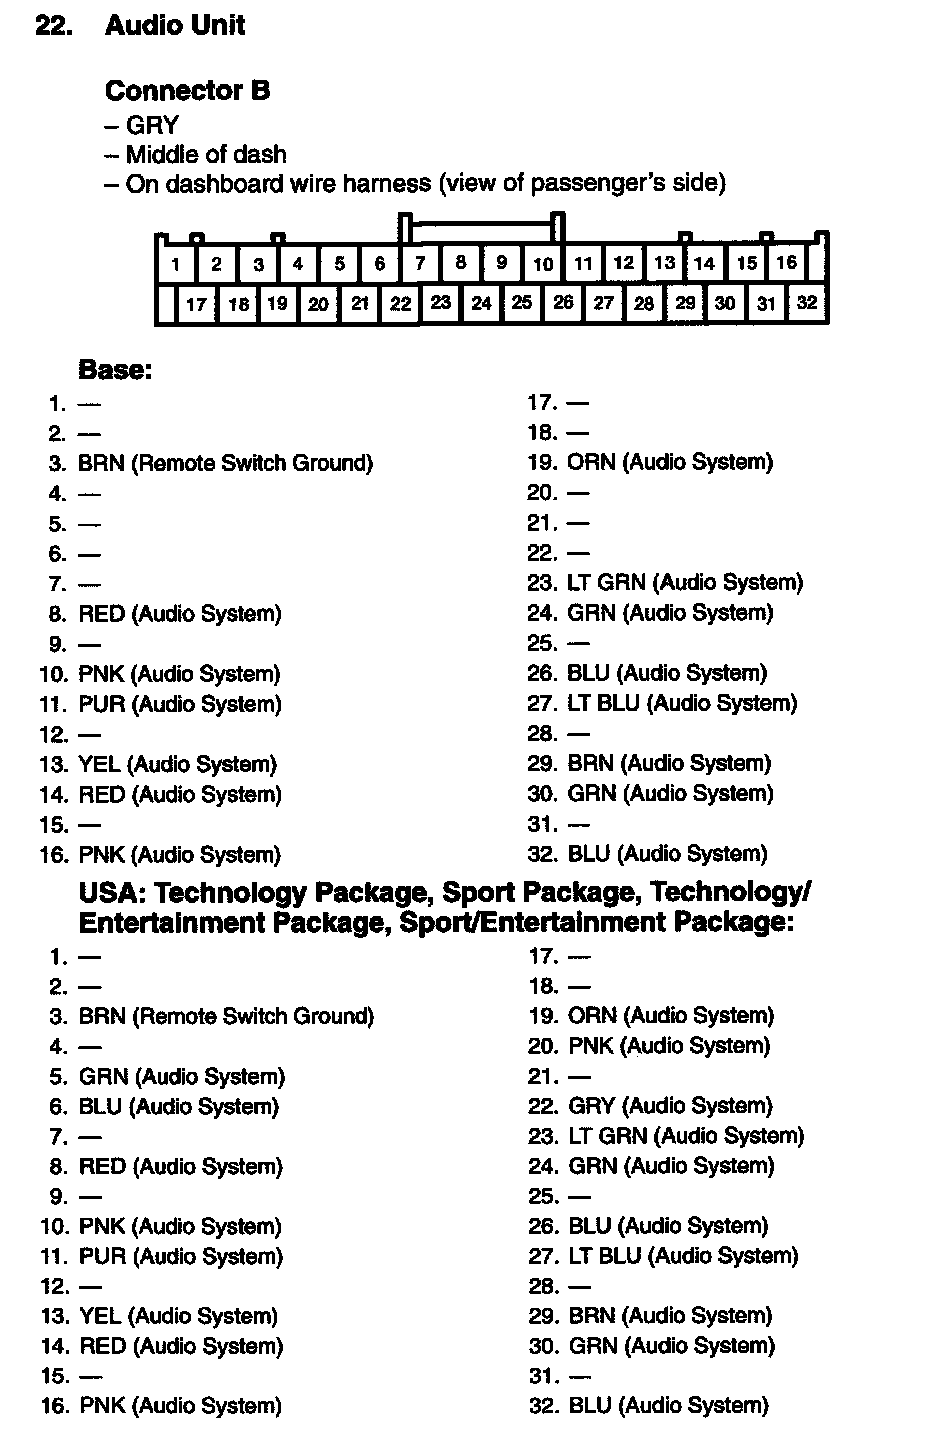 22. Audio Unit
Connector B
– GRY
– Middle of dash
– On dashboard wire harness (view of passenger's side)
1 2 3 4 5 6 7 8 9 10 11 12 13 14 15 16
17 18 19 20 21 22 23 24 25 26 27 28 29 30 31 32
Base:
1. —
2. —
3. BRN (Remote Switch Ground)
4. —
5. —
6. —
7. —
8. RED (Audio System)
9. —
10. PNK (Audio System)
11. PUR (Audio System)
12. —
13. YEL (Audio System)
14. RED (Audio System)
15. —
16. PNK (Audio System)
17. —
18. —
19. ORN (Audio System)
20. —
21. —
22. —
23. LT GRN (Audio System)
24. GRN (Audio System)
25. —
26. BLU (Audio System)
27. LT BLU (Audio System)
28. —
29. BRN (Audio System)
30. GRN (Audio System)
31. —
32. BLU (Audio System)
USA: Technology Package, Sport Package, Technology/
Entertainment Package, Sport/Entertainment Package:
1. —
2. —
3. BRN (Remote Switch Ground)
4. —
5. GRN (Audio System)
6. BLU (Audio System)
7. —
8. RED (Audio System)
9. —
10. PNK (Audio System)
11. PUR (Audio System)
12. —
13. YEL (Audio System)
14. RED (Audio System)
15. —
16. PNK (Audio System)
17. —
18. —
19. ORN (Audio System)
20. PNK (Audio System)
21. —
22. GRY (Audio System)
23. LT GRN (Audio System)
24. GRN (Audio System)
25. —
26. BLU (Audio System)
27. LT BLU (Audio System)
28. —
29. BRN (Audio System)
30. GRN (Audio System)
31. —
32. BLU (Audio System)